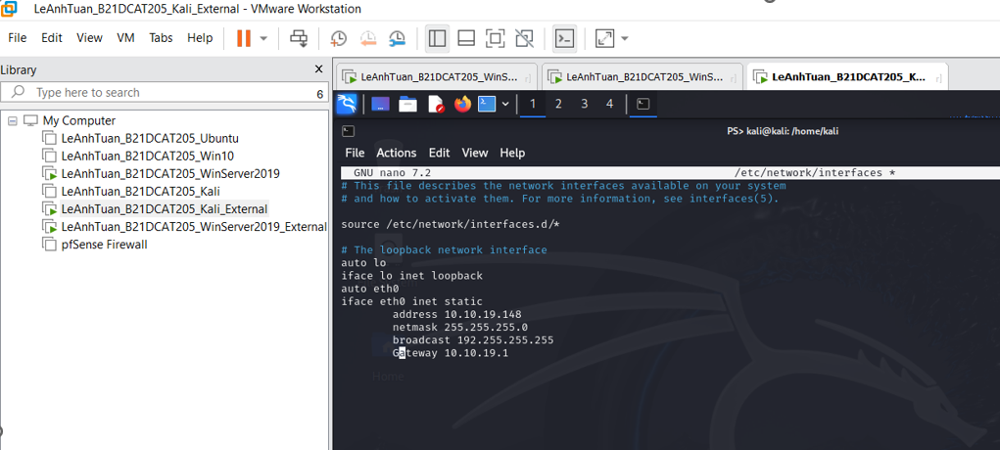 LeAnhTuan_B21DCAT205_Kali_External - VMware Workstation
File Edit View VM Tabs Help
Library X
Type here to search 6
My Computer
LeAnhTuan_B21DCAT205_Ubuntu
LeAnhTuan_B21DCAT205_Win10
LeAnhTuan_B21DCAT205_WinServer2019
LeAnhTuan_B21DCAT205_Kali
LeAnhTuan_B21DCAT205_Kali_External
LeAnhTuan_B21DCAT205_WinServer2019_External
pfSense Firewall
LeAnhTuan_B21DCAT205_WinS... LeAnhTuan_B21DCAT205_WinS... LeAnhTuan_B21DCAT205_K...
1 2 3 4
PS> kali@kali: /home/kali
File Actions Edit View Help
GNU nano 7.2 /etc/network/interfaces *
# This file describes the network interfaces available on your system
# and how to activate them. For more information, see interfaces(5).
source /etc/network/interfaces.d/*
# The loopback network interface
auto lo
iface lo inet loopback
auto eth0
iface eth0 inet static
address 10.10.19.148
netmask 255.255.255.0
broadcast 192.255.255.255
Gateway 10.10.19.1
Home